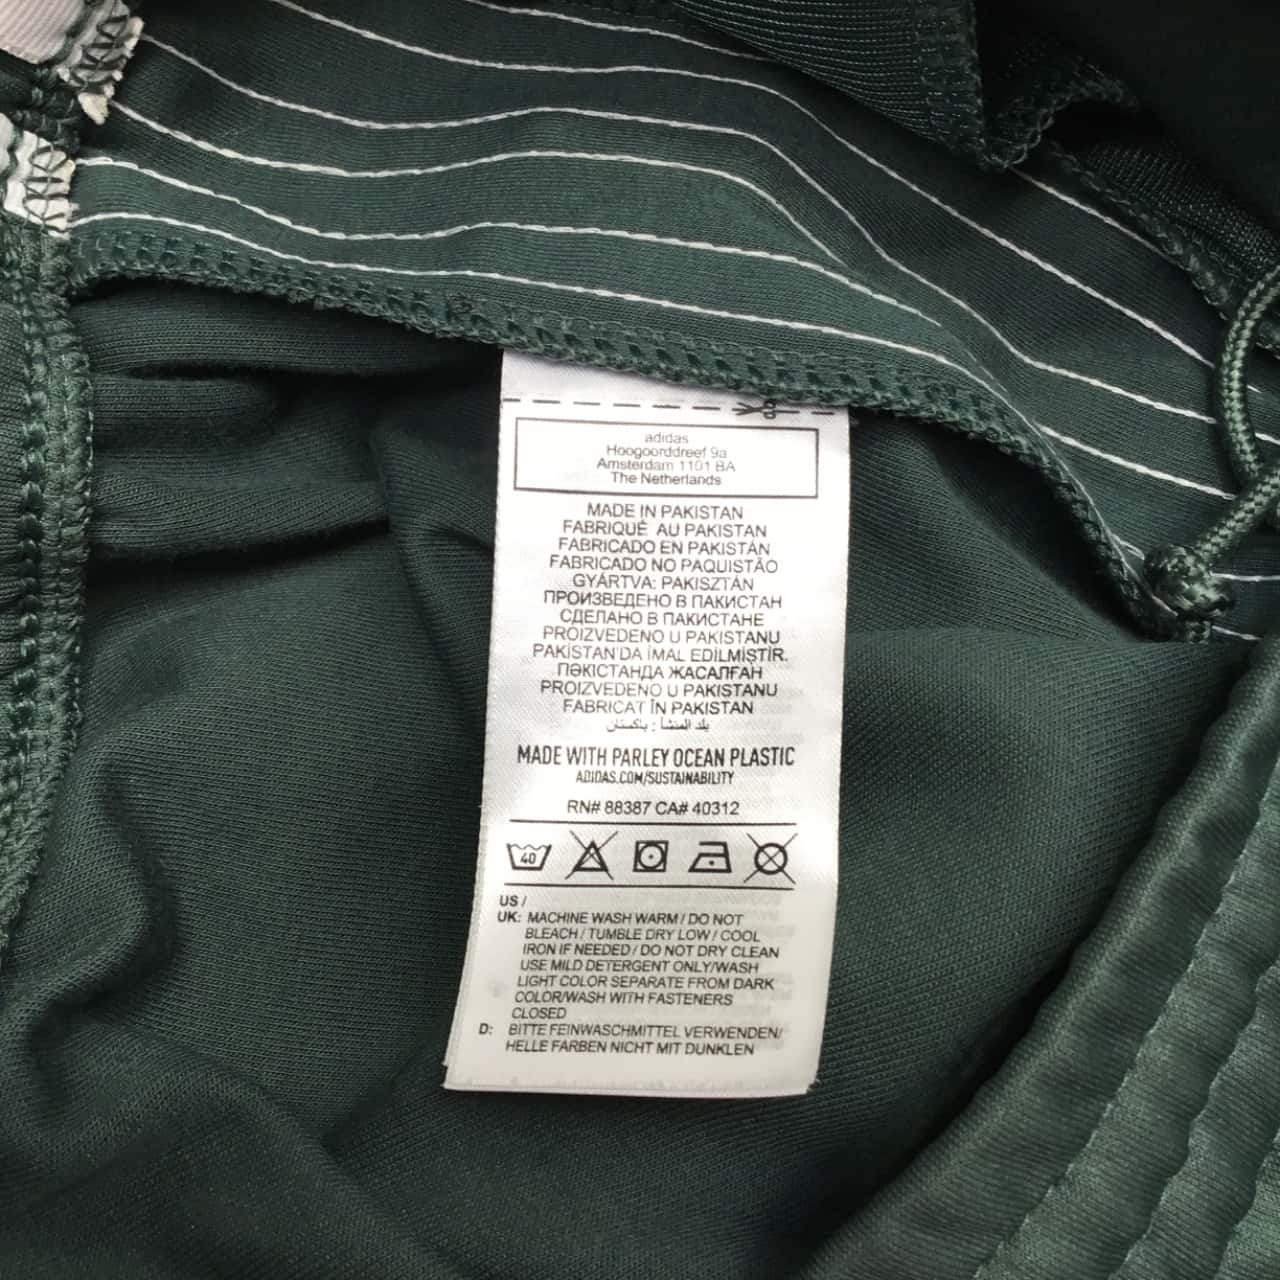 adidas
Hoogoorddreef 9a
Amsterdam 1101 BA
The Netherlands
MADE IN PAKISTAN
FABRIQUÉ AU PAKISTAN
FABRICADO EN PAKISTÁN
FABRICADO NO PAQUISTÃO
GYÁRTVA: PAKISZTÁN
ПРОИЗВЕДЕНО В ПАКИСТАН
СДЕЛАНО В ПАКИСТАНЕ
PROIZVEDENO U PAKISTANU
PAKİSTAN'DA İMAL EDİLMİŞTİR.
ПӘКІСТАНДА ЖАСАЛҒАН
PROIZVEDENO U PAKISTANU
FABRICAT ÎN PAKISTAN
بلد المنشأ : باكستان
MADE WITH PARLEY OCEAN PLASTIC
ADIDAS.COM/SUSTAINABILITY
RN# 88387 CA# 40312
40
US /
UK: MACHINE WASH WARM / DO NOT
BLEACH / TUMBLE DRY LOW / COOL
IRON IF NEEDED / DO NOT DRY CLEAN
USE MILD DETERGENT ONLY/WASH
LIGHT COLOR SEPARATE FROM DARK
COLOR/WASH WITH FASTENERS
CLOSED
D: BITTE FEINWASCHMITTEL VERWENDEN/
HELLE FARBEN NICHT MIT DUNKLEN